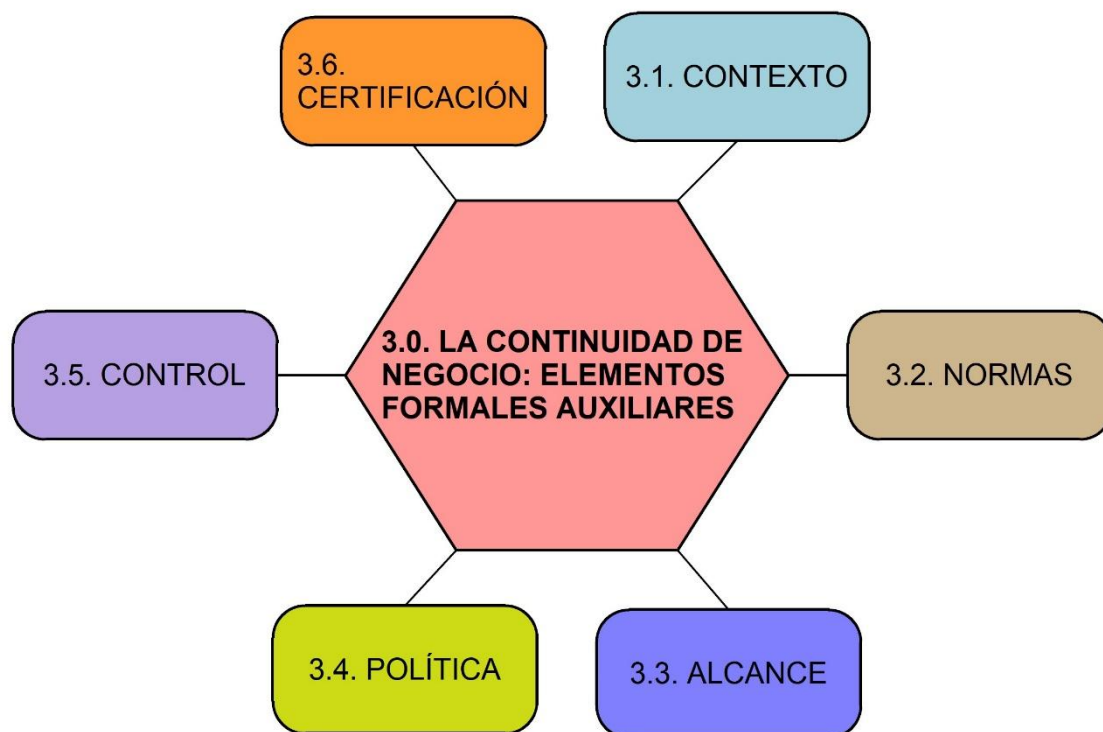 3.6.
CERTIFICACIÓN
3.1. CONTEXTO
3.0. LA CONTINUIDAD DE
NEGOCIO: ELEMENTOS
FORMALES AUXILIARES
3.5. CONTROL
3.2. NORMAS
3.4. POLÍTICA
3.3. ALCANCE